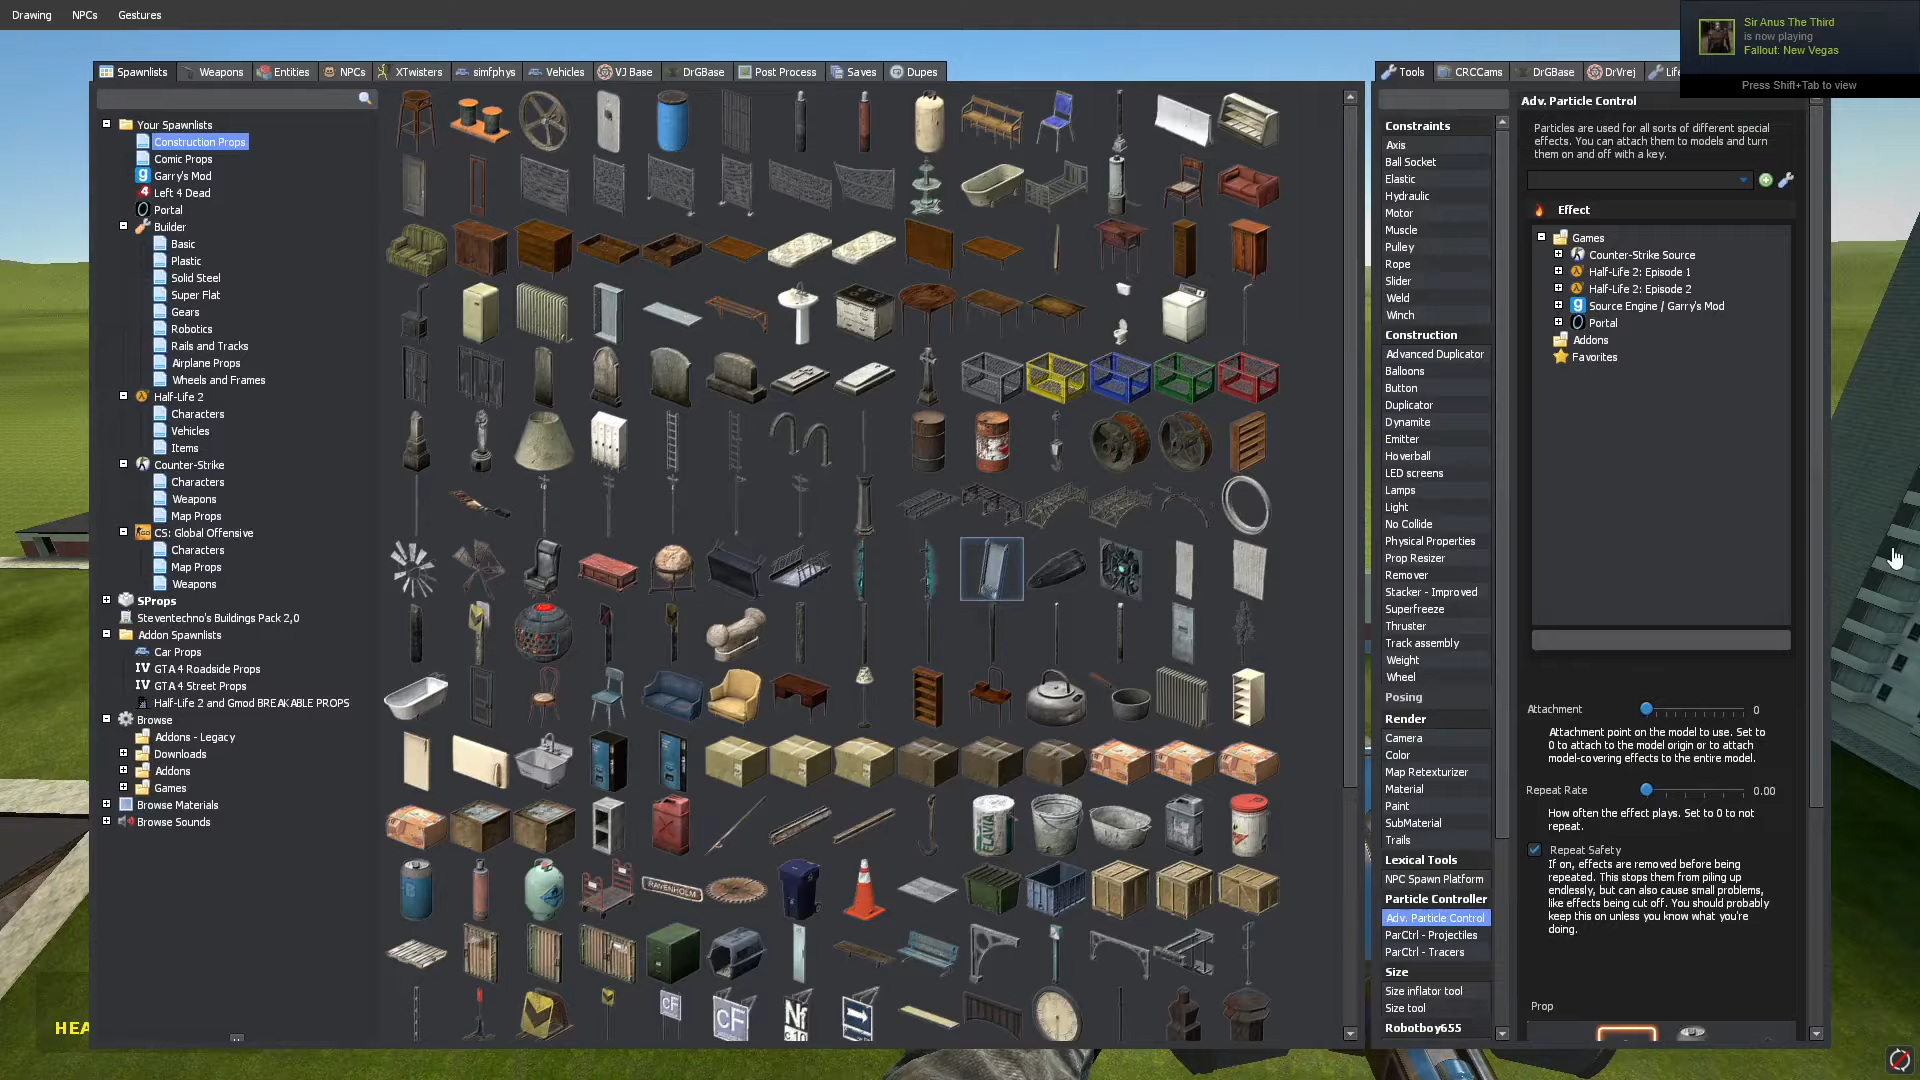 Drawing NPCs Gestures
Sir Anus The Third
is now playing
Fallout: New Vegas
Press Shift+Tab to view
Spawnlists Weapons Entities NPCs XTwisters simfphys Vehicles VJ Base DrGBase Post Process Saves Dupes
Your Spawnlists
Construction Props
Comic Props
Garry's Mod
Left 4 Dead
Portal
Builder
Basic
Plastic
Solid Steel
Super Flat
Gears
Robotics
Rails and Tracks
Airplane Props
Wheels and Frames
Half-Life 2
Characters
Vehicles
Items
Counter-Strike
Characters
Weapons
Map Props
CS: Global Offensive
Characters
Map Props
Weapons
SProps
Steventechno's Buildings Pack 2,0
Addon Spawnlists
Car Props
IV GTA 4 Roadside Props
IV GTA 4 Street Props
Half-Life 2 and Gmod BREAKABLE PROPS
Browse
Addons - Legacy
Downloads
Addons
Games
Browse Materials
Browse Sounds
HEA
FLAVIA
RAVENHOLM
cF
cF
Nf
Tools CRCCams DrGBase DrVrej
Constraints
Axis
Ball Socket
Elastic
Hydraulic
Motor
Muscle
Pulley
Rope
Slider
Weld
Winch
Construction
Advanced Duplicator
Balloons
Button
Duplicator
Dynamite
Emitter
Hoverball
LED screens
Lamps
Light
No Collide
Physical Properties
Prop Resizer
Remover
Stacker - Improved
Superfreeze
Thruster
Track assembly
Weight
Wheel
Posing
Render
Camera
Color
Map Retexturizer
Material
Paint
SubMaterial
Trails
Lexical Tools
NPC Spawn Platform
Particle Controller
Adv. Particle Control
ParCtrl - Projectiles
ParCtrl - Tracers
Size
Size inflator tool
Size tool
Robotboy655
Adv. Particle Control
Particles are used for all sorts of different special
effects. You can attach them to models and turn
them on and off with a key.
Effect
Games
Counter-Strike Source
Half-Life 2: Episode 1
Half-Life 2: Episode 2
Source Engine / Garry's Mod
Portal
Addons
Favorites
Attachment 0
Attachment point on the model to use. Set to
0 to attach to the model origin or to attach
model-covering effects to the entire model.
Repeat Rate 0.00
How often the effect plays. Set to 0 to not
repeat.
Repeat Safety
If on, effects are removed before being
repeated. This stops them from piling up
endlessly, but can also cause small problems,
like effects being cut off. You should probably
keep this on unless you know what you're
doing.
Prop